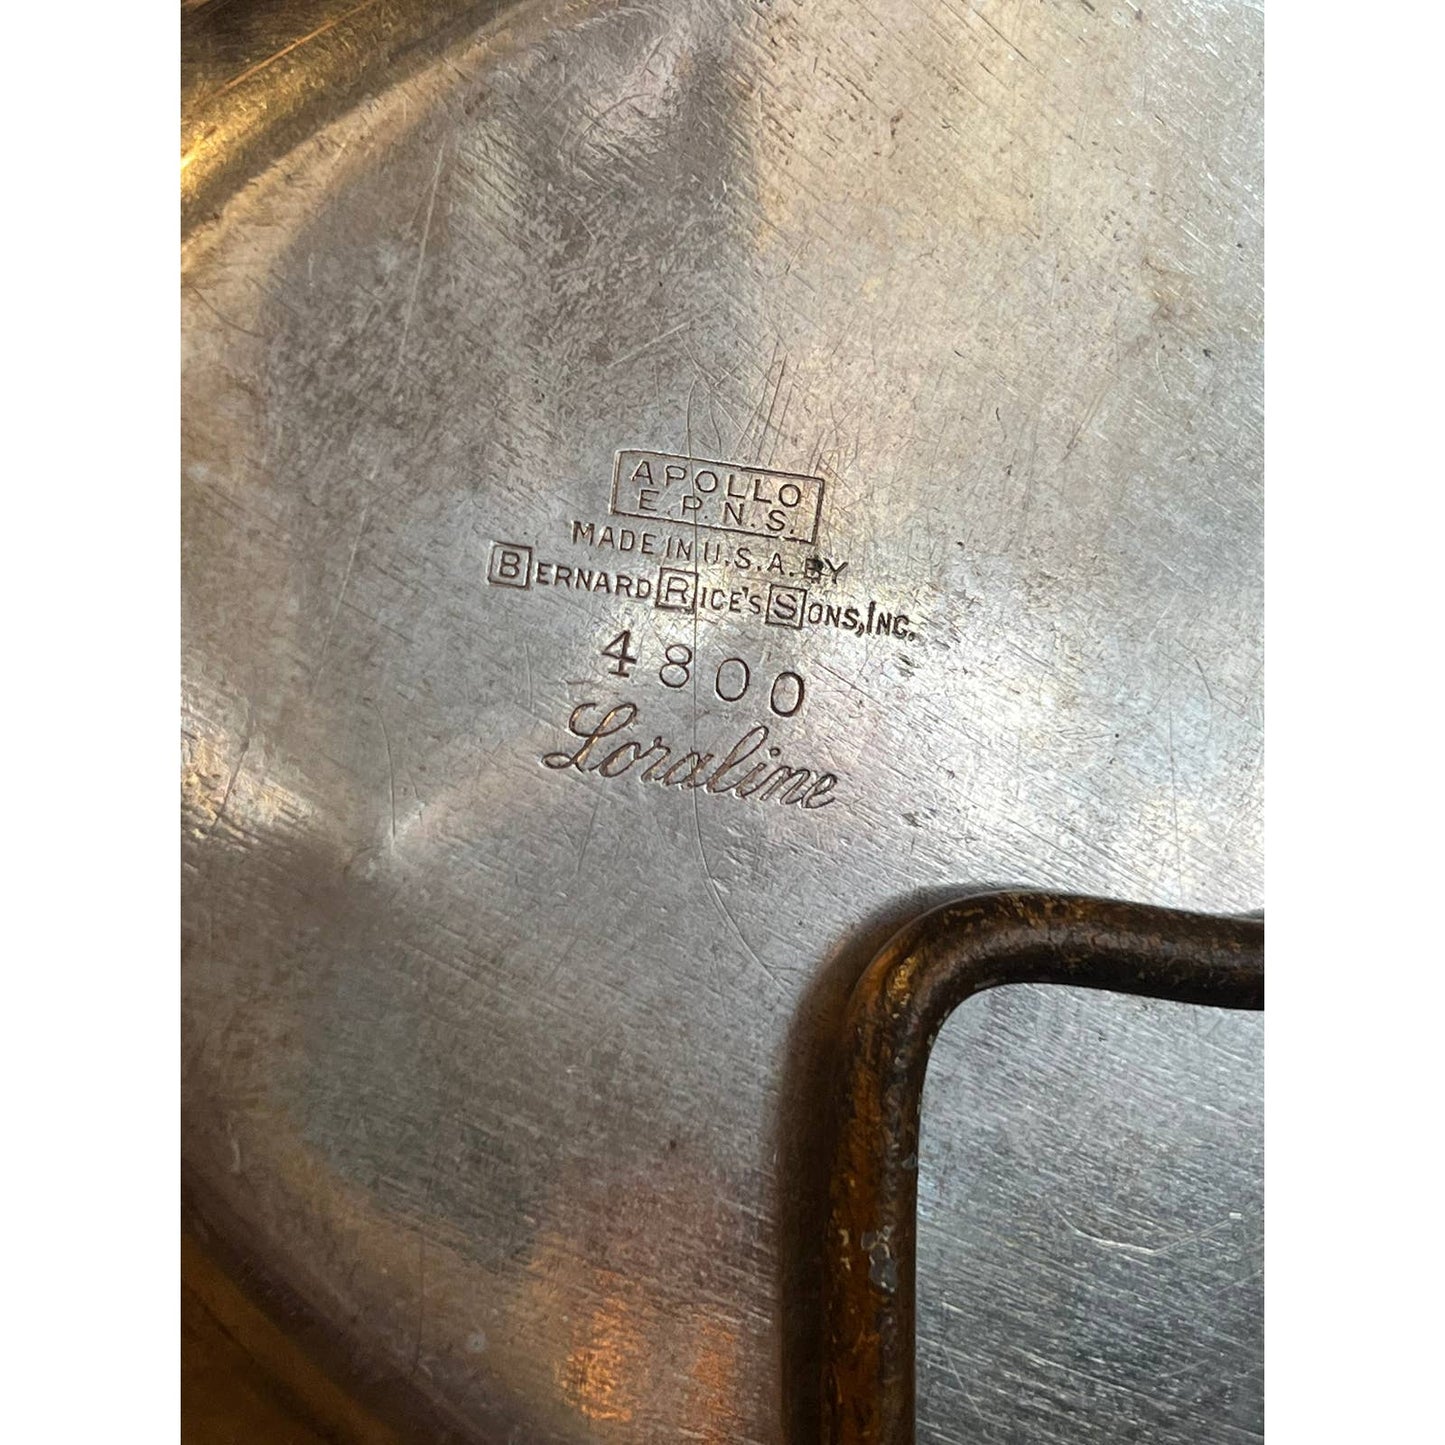 APOLLO
E.P.N.S.
MADE IN U.S.A. BY
BERNARD RICE'S SONS, INC.
4800
Loraline